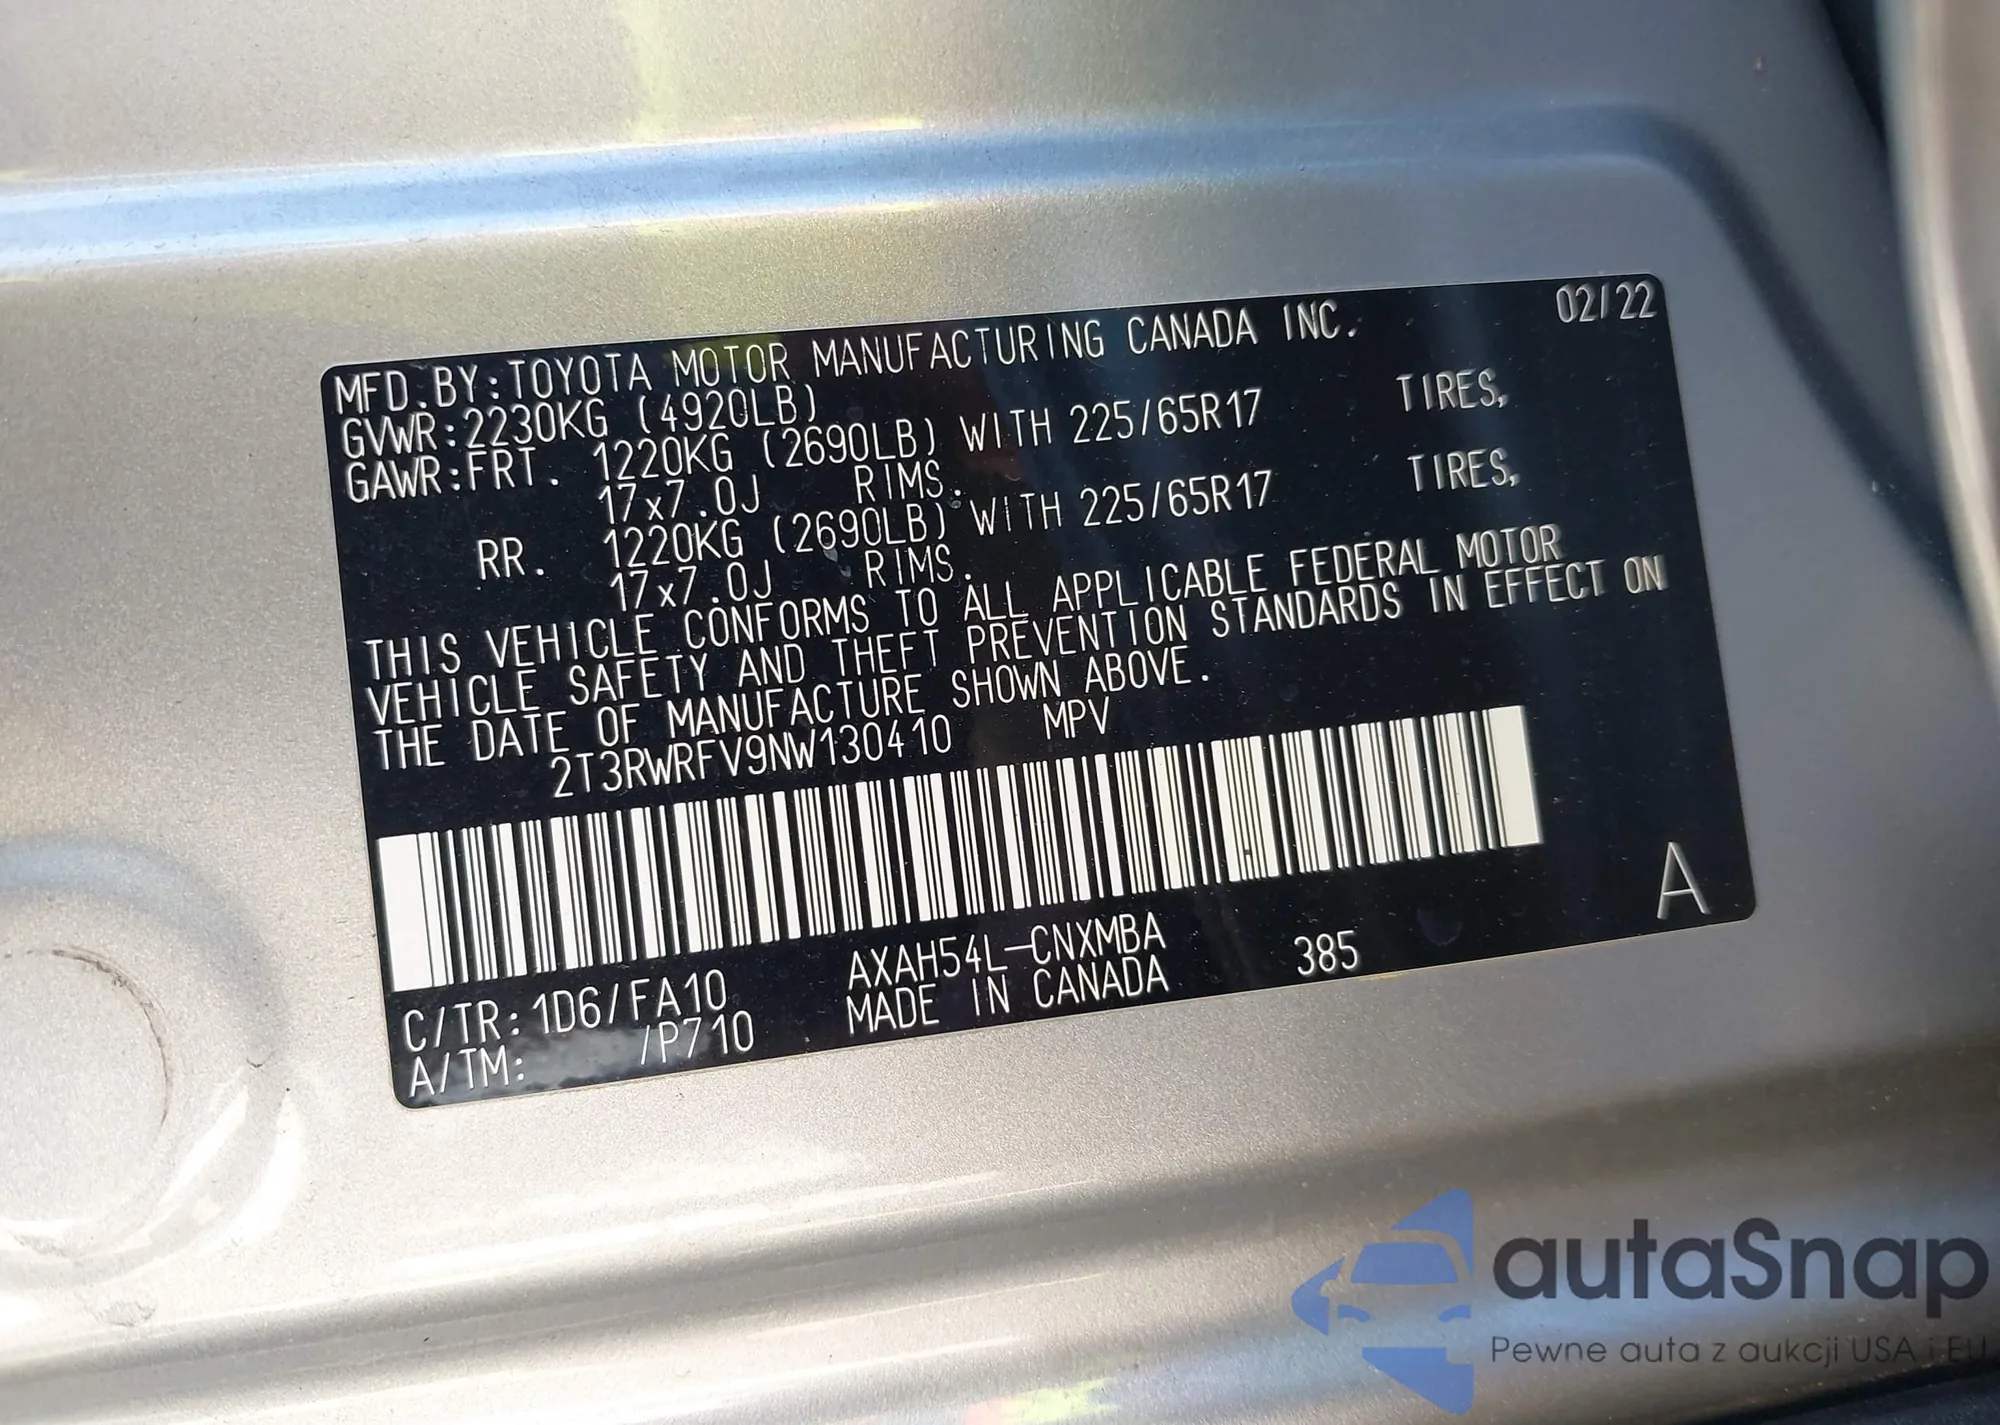 MFD.BY:TOYOTA MOTOR MANUFACTURING CANADA INC. 02/22
GVWR:2230KG (4920LB)
GAWR:FRT. 1220KG (2690LB) WITH 225/65R17 TIRES,
17x7.0J RIMS.
RR. 1220KG (2690LB) WITH 225/65R17 TIRES,
17x7.0J RIMS.
THIS VEHICLE CONFORMS TO ALL APPLICABLE FEDERAL MOTOR
VEHICLE SAFETY AND THEFT PREVENTION STANDARDS IN EFFECT ON
THE DATE OF MANUFACTURE SHOWN ABOVE.
2T3RWRFV9NW130410 MPV
A
C/TR:1D6/FA10 AXAH54L-CNXMBA 385
A/TM: /P710 MADE IN CANADA
autaSnap
Pewne auta z aukcji USA i EU